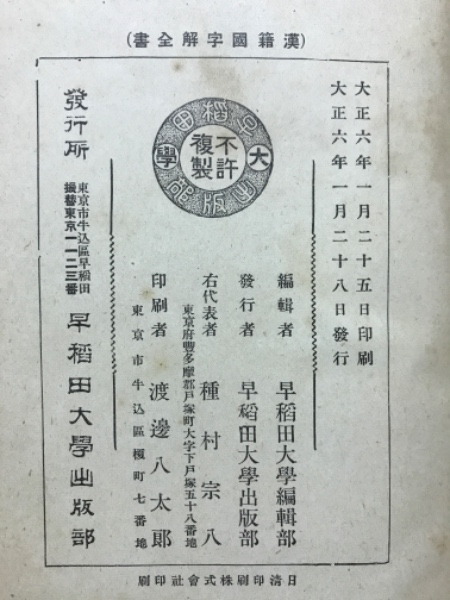 (漢籍國字解全書)
大正六年一月二十五日印刷
大正六年一月二十八日發行
早稻田大學出版部
不許複製
編輯者 早稻田大學編輯部
發行者 早稻田大學出版部
右代表者 種村宗八
東京府豐多摩郡戸塚町大字下戸塚五十八番地
印刷者 渡邊八太郎
東京市牛込區榎町七番地
發行所 早稻田大學出版部
東京市牛込區早稻田
振替東京一一二三番
日清印刷株式會社印刷